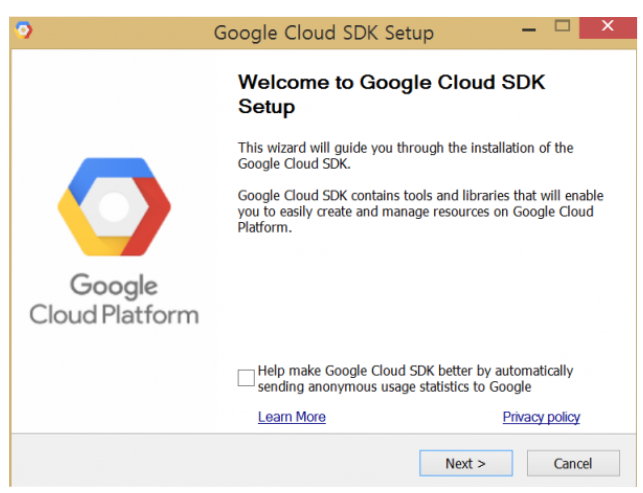 Google Cloud SDK Setup
Welcome to Google Cloud SDK
Setup
This wizard will guide you through the installation of the
Google Cloud SDK.
Google Cloud SDK contains tools and libraries that will enable
you to easily create and manage resources on Google Cloud
Platform.
Google
Cloud Platform
Help make Google Cloud SDK better by automatically
sending anonymous usage statistics to Google
Learn More
Privacy policy
Next >
Cancel